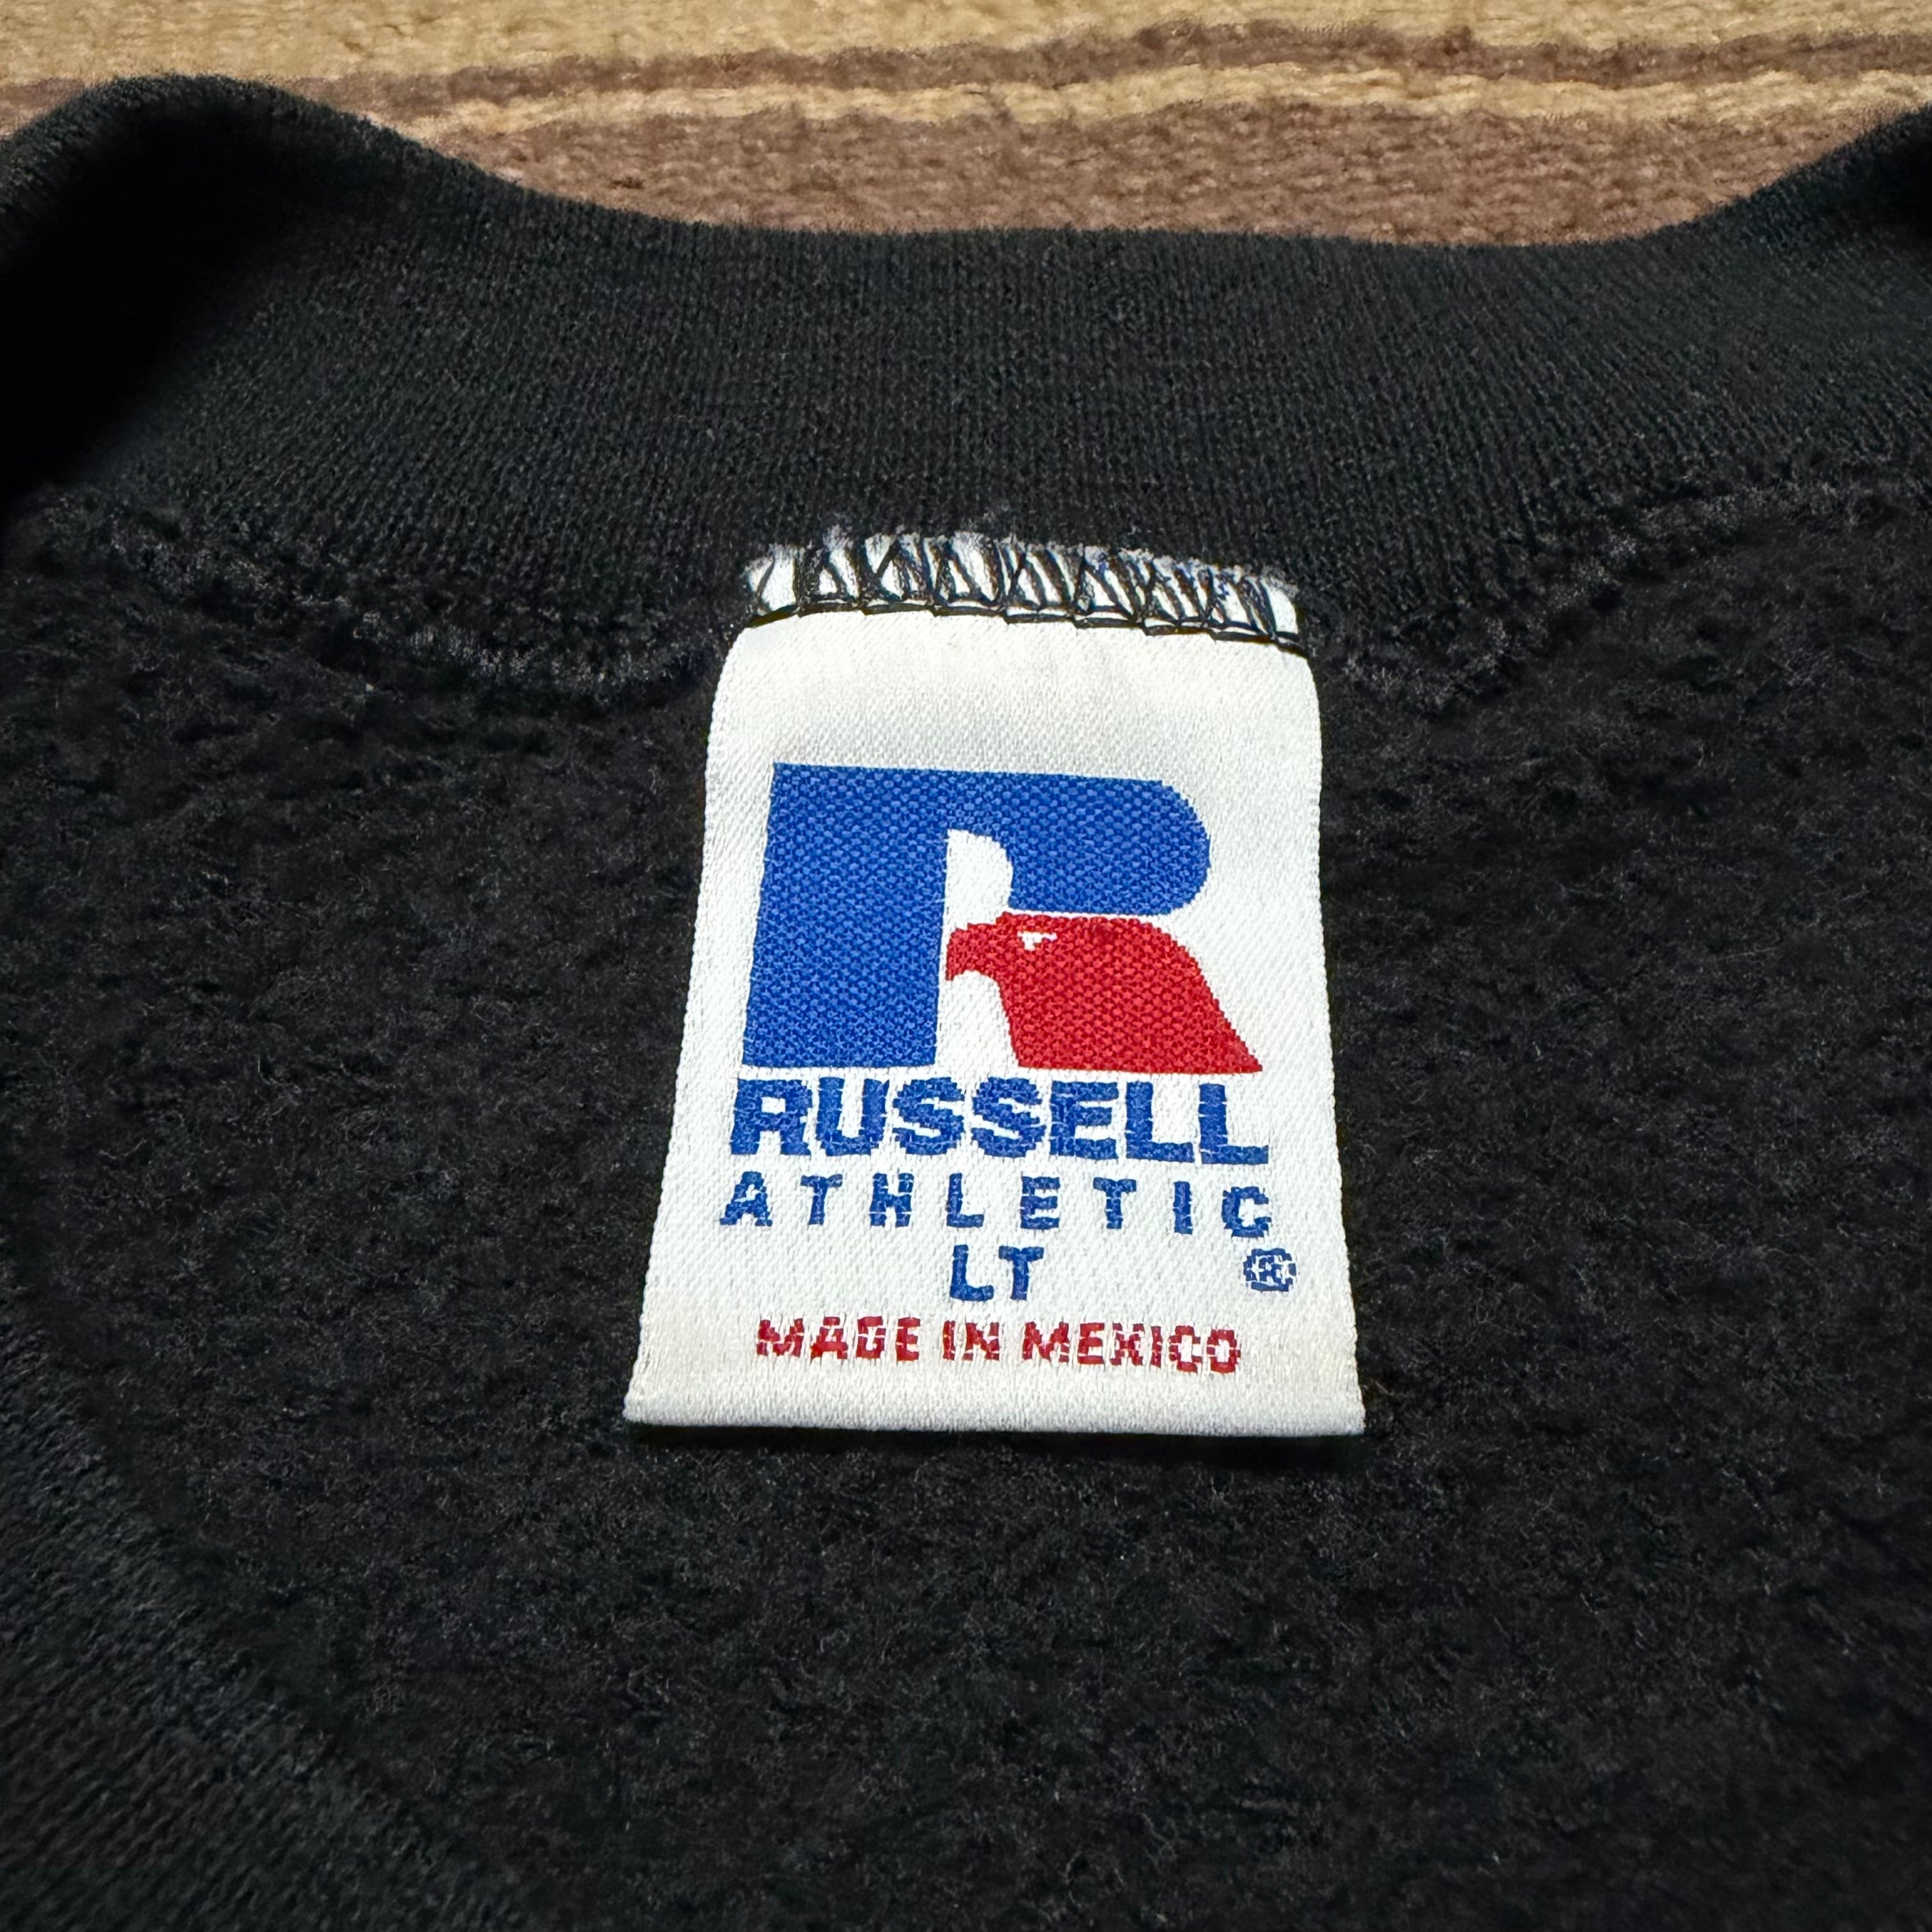 RUSSELL
ATHLETIC
LT ®
MADE IN MEXICO